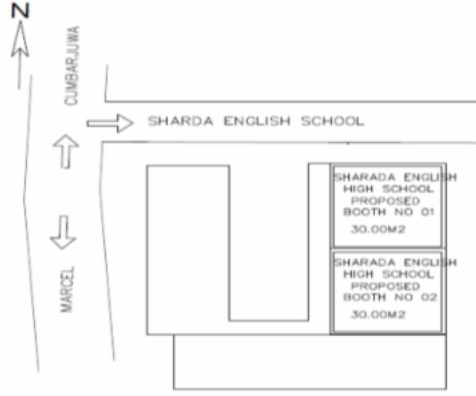 N
CUMBARJUWA
SHARDA ENGLISH SCHOOL
MARCEL
SHARADA ENGLISH
HIGH SCHOOL
PROPOSED
BOOTH NO 01
30.00M2
SHARADA ENGLISH
HIGH SCHOOL
PROPOSED
BOOTH NO 02
30.00M2